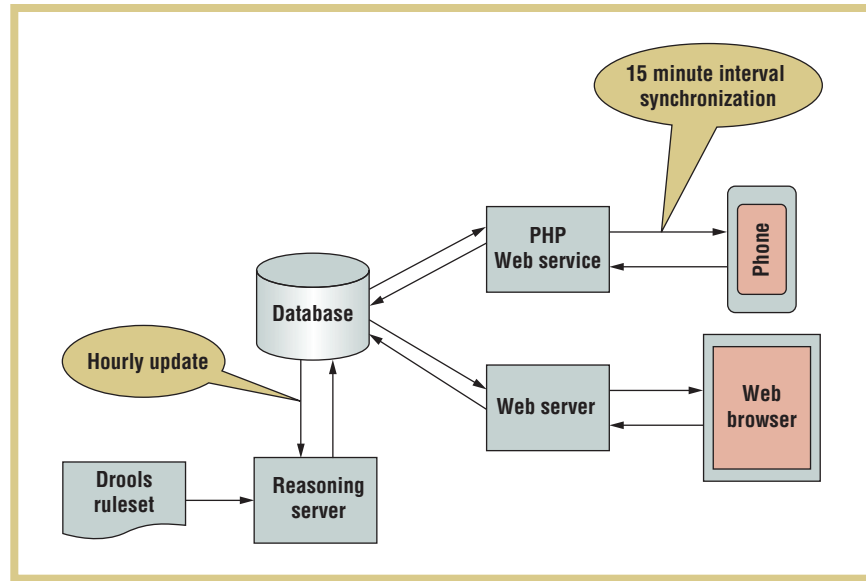 15 minute interval
synchronization
PHP
Web service
Phone
Database
Hourly update
Web server
Web
browser
Drools
ruleset
Reasoning
server